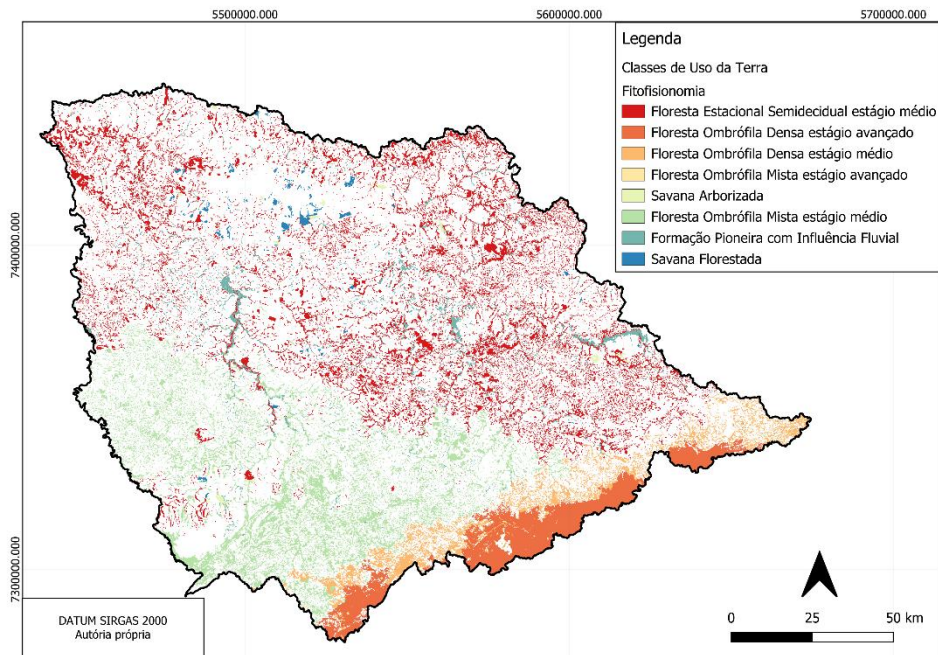 5500000.000
5600000.000
5700000.000
Legenda
Classes de Uso da Terra
Fitofisionomia
Floresta Estacional Semidecidual estágio médio
Floresta Ombrófila Densa estágio avançado
Floresta Ombrófila Densa estágio médio
Floresta Ombrófila Mista estágio avançado
Savana Arborizada
Floresta Ombrófila Mista estágio médio
Formação Pioneira com Influência Fluvial
Savana Florestada
7400000.000
7300000.000
DATUM SIRGAS 2000
Autória própria
0 25 50 km